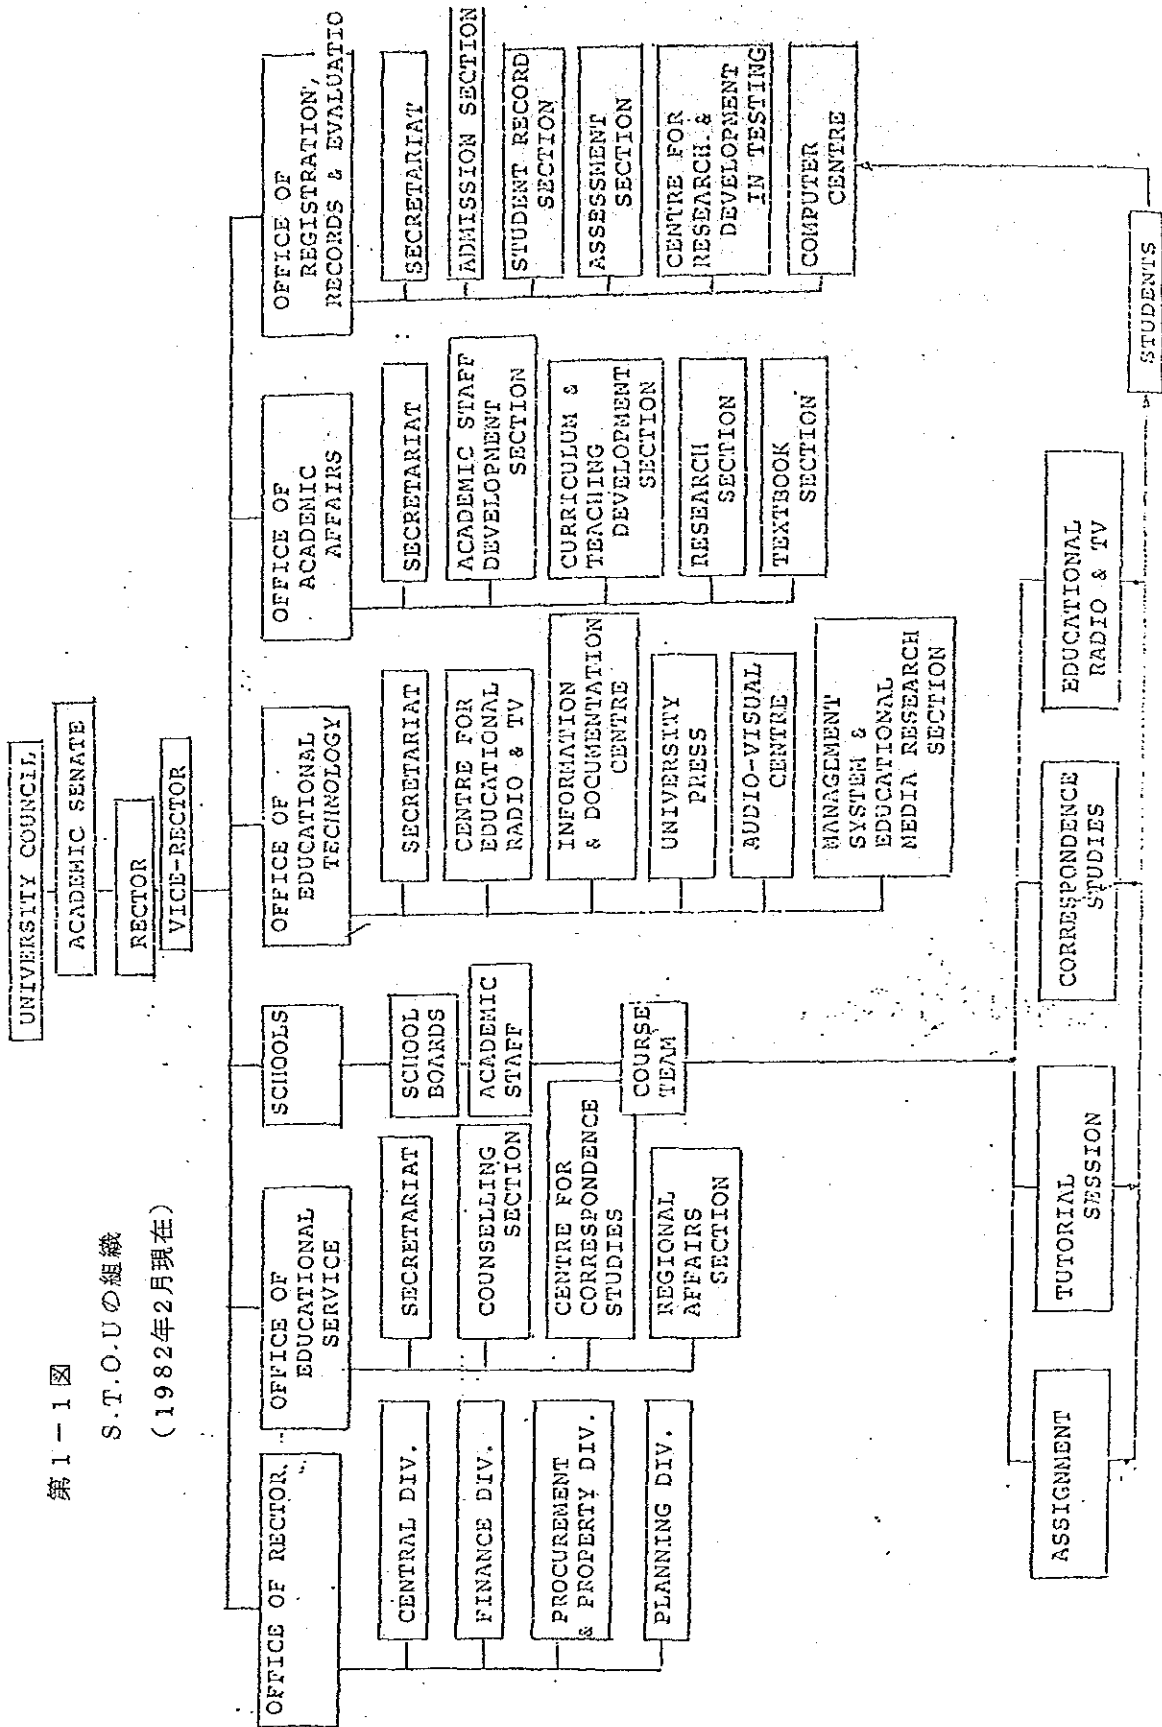 第1-1図
S.T.O.Uの組織
(1982年2月現在)
UNIVERSITY COUNCIL
ACADEMIC SENATE
RECTOR
VICE-RECTOR
OFFICE OF RECTOR
CENTRAL DIV.
FINANCE DIV.
PROCUREMENT
& PROPERTY DIV.
PLANNING DIV.
OFFICE OF
EDUCATIONAL
SERVICE
SECRETARIAT
COUNSELLING
SECTION
CENTRE FOR
CORRESPONDENCE
STUDIES
REGIONAL
AFFAIRS
SECTION
SCHOOLS
SCHOOL
BOARDS
ACADEMIC
STAFF
COURSE
TEAM
OFFICE OF
EDUCATIONAL
TECHNOLOGY
SECRETARIAT
CENTRE FOR
EDUCATIONAL
RADIO & TV
INFORMATION
& DOCUMENTATION
CENTRE
UNIVERSITY
PRESS
AUDIO-VISUAL
CENTRE
MANAGEMENT
SYSTEM &
EDUCATIONAL
MEDIA RESEARCH
SECTION
OFFICE OF
ACADEMIC
AFFAIRS
SECRETARIAT
ACADEMIC STAFF
DEVELOPMENT
SECTION
CURRICULUM &
TEACHING
DEVELOPMENT
SECTION
RESEARCH
SECTION
TEXTBOOK
SECTION
OFFICE OF
REGISTRATION,
RECORDS & EVALUATIO
SECRETARIAT
ADMISSION SECTION
STUDENT RECORD
SECTION
ASSESSMENT
SECTION
CENTRE FOR
RESEARCH. &
DEVELOPMENT
IN TESTING
COMPUTER
CENTRE
ASSIGNMENT
TUTORIAL
SESSION
CORRESPONDENCE
STUDIES
EDUCATIONAL
RADIO & TV
STUDENTS